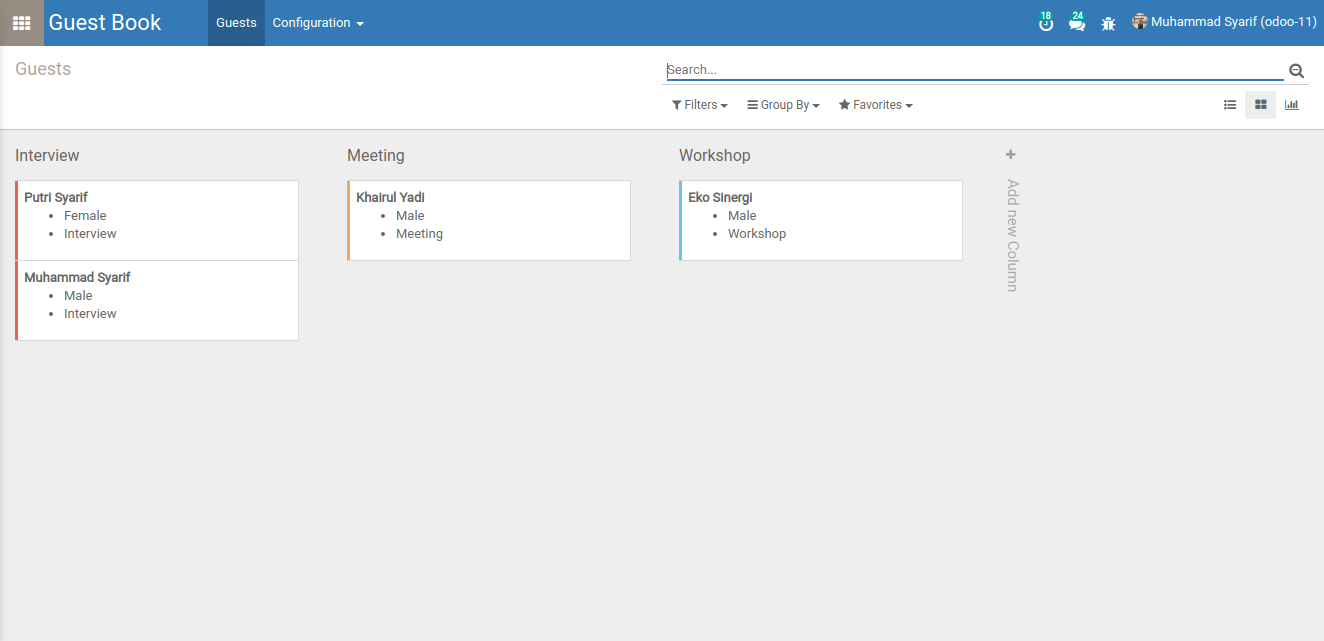 Guest Book
Guests
Configuration
18
24
Muhammad Syarif (odoo-11)
Guests
Search...
Filters
Group By
Favorites
Interview
Putri Syarif
Female
Interview
Muhammad Syarif
Male
Interview
Meeting
Khairul Yadi
Male
Meeting
Workshop
Eko Sinergi
Male
Workshop
Add new Column